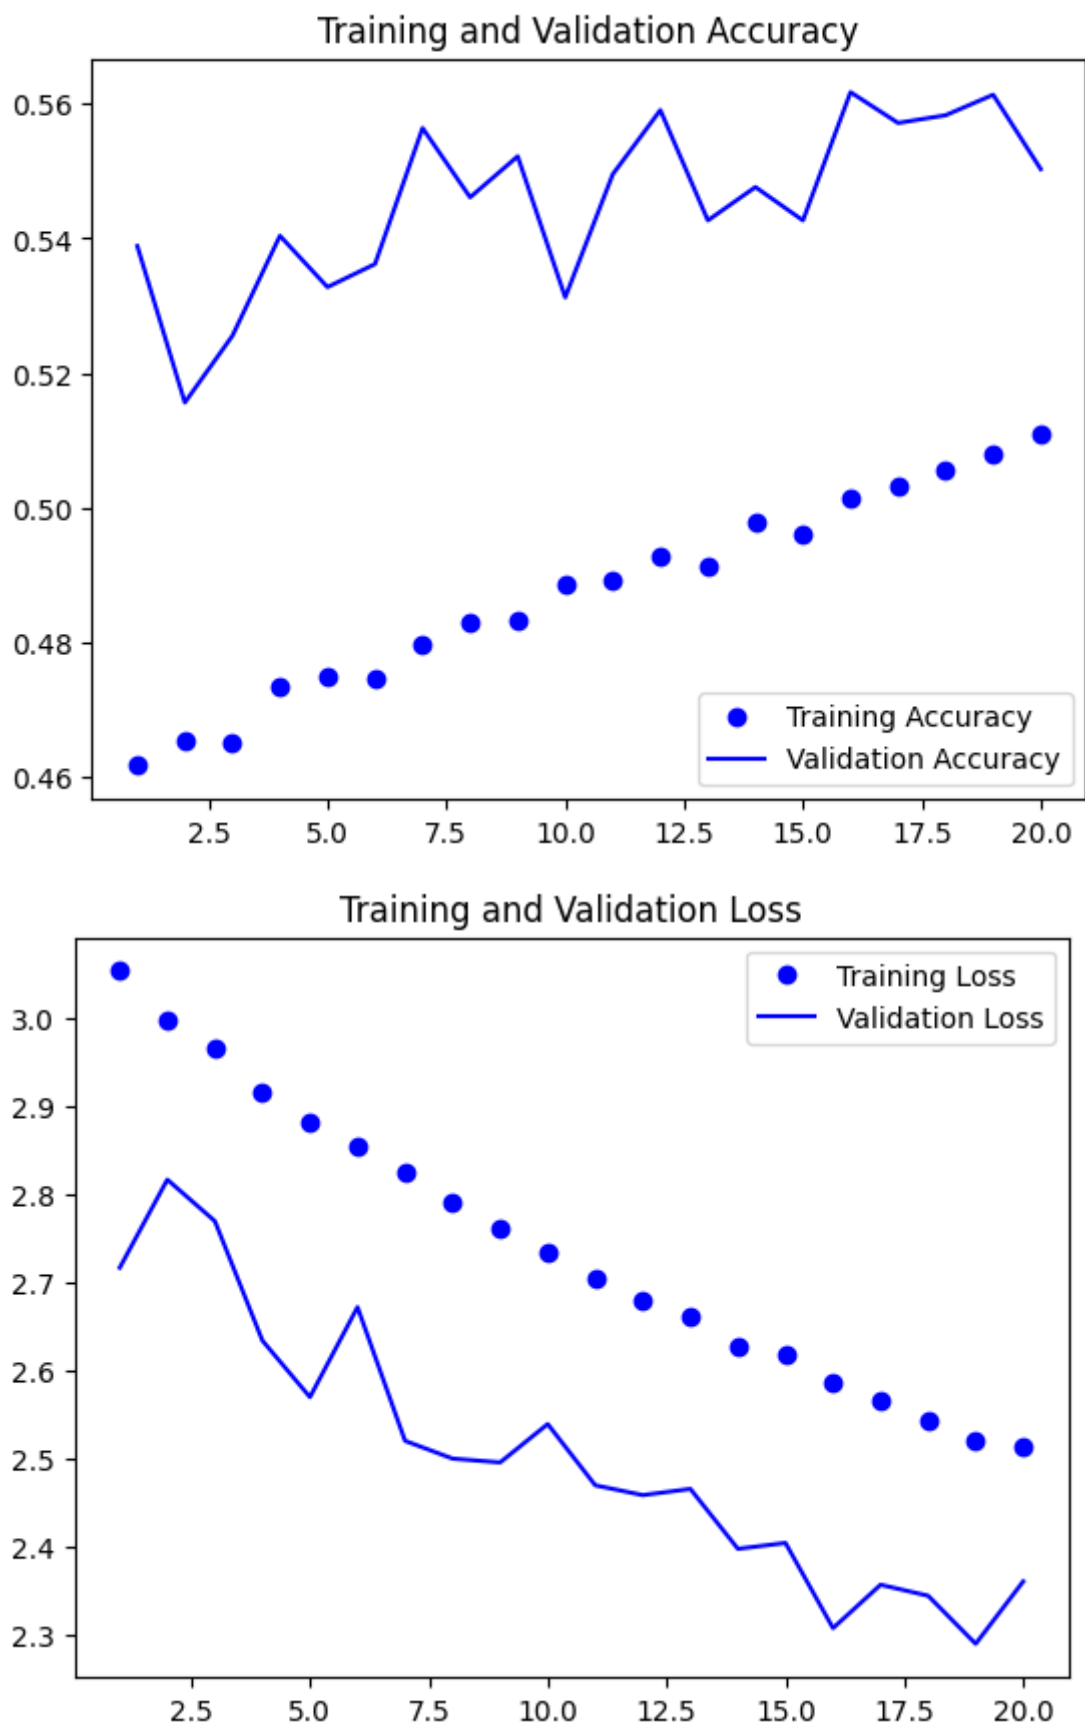 Training and Validation Accuracy
0.56
0.54
0.52
0.50
0.48
0.46
Training Accuracy
Validation Accuracy
2.5 5.0 7.5 10.0 12.5 15.0 17.5 20.0
Training and Validation Loss
Training Loss
Validation Loss
3.0
2.9
2.8
2.7
2.6
2.5
2.4
2.3
2.5 5.0 7.5 10.0 12.5 15.0 17.5 20.0